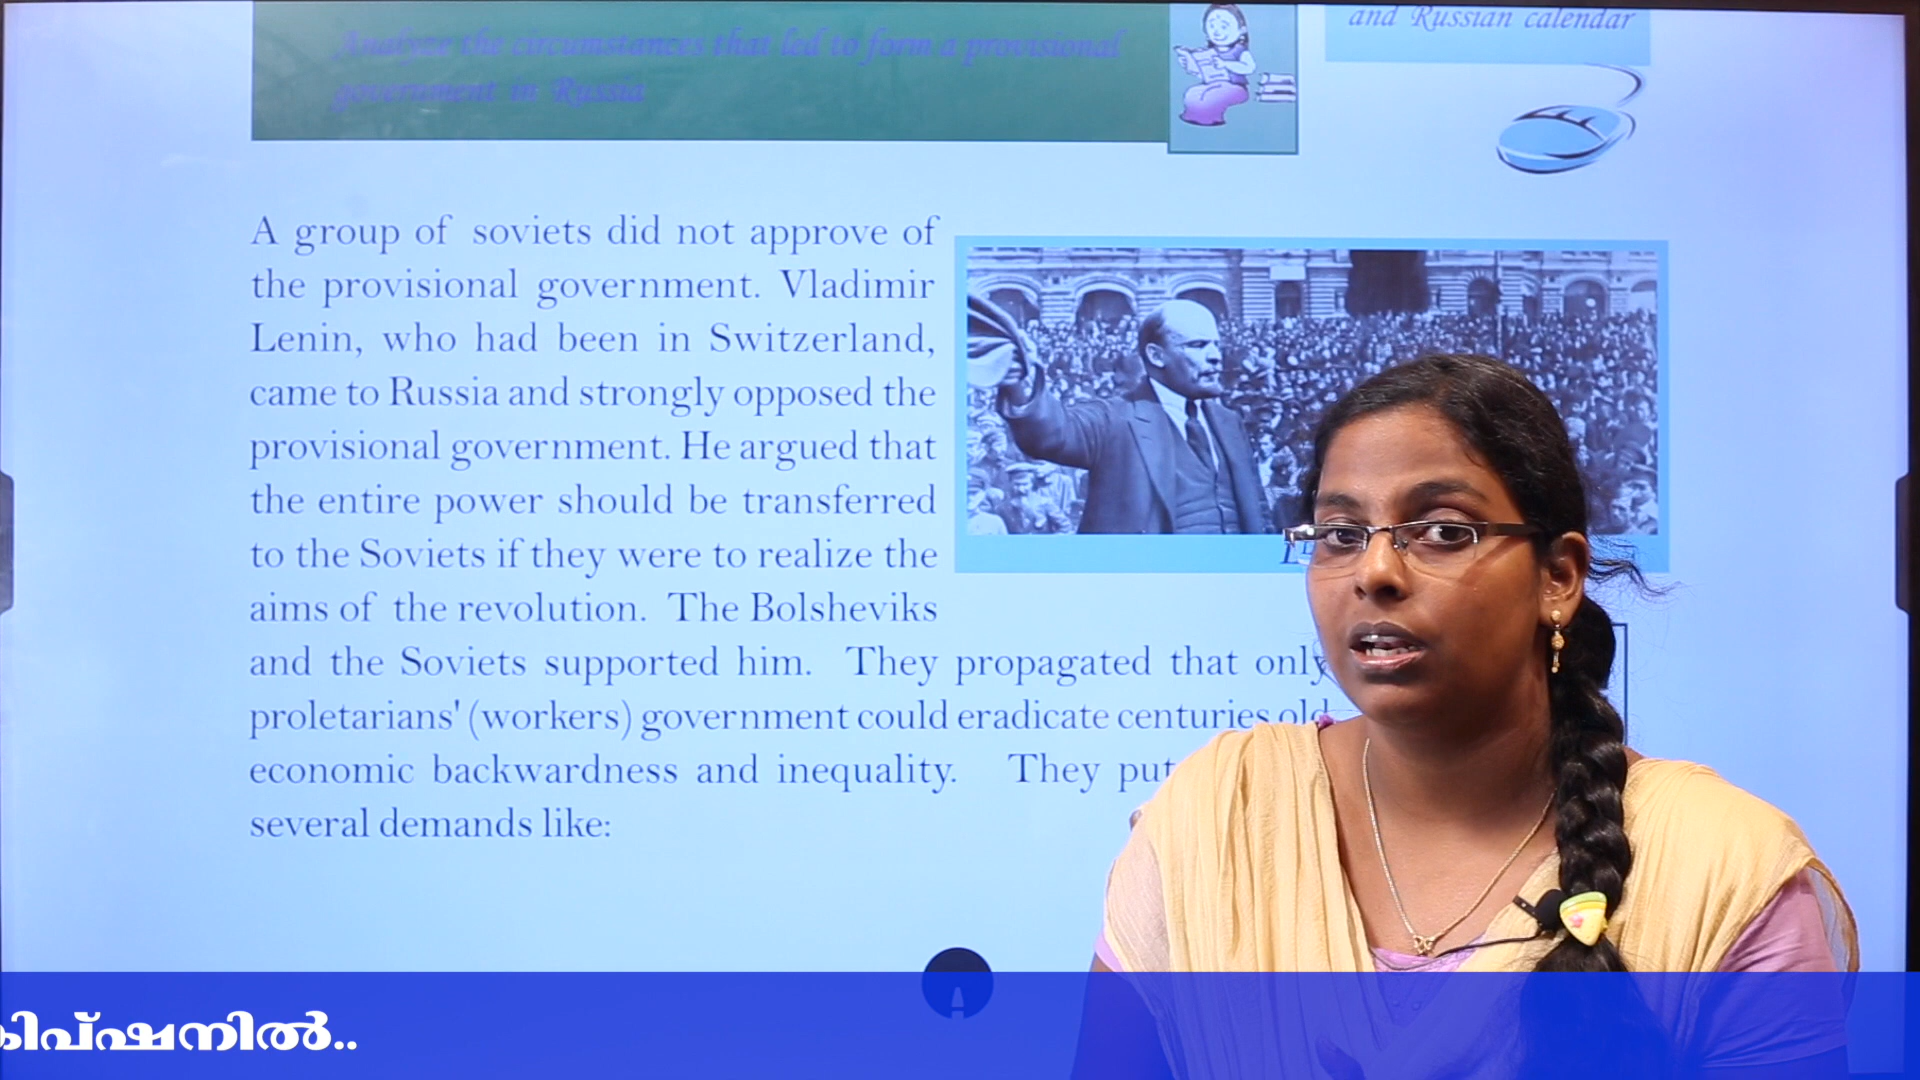 Analyze the circumstances that led to form a provisional
government in Russia
and Russian calendar
A group of soviets did not approve of
the provisional government. Vladimir
Lenin, who had been in Switzerland,
came to Russia and strongly opposed the
provisional government. He argued that
the entire power should be transferred
to the Soviets if they were to realize the
aims of the revolution. The Bolsheviks
and the Soviets supported him. They propagated that only
proletarians' (workers) government could eradicate centuries old
economic backwardness and inequality. They put
several demands like: